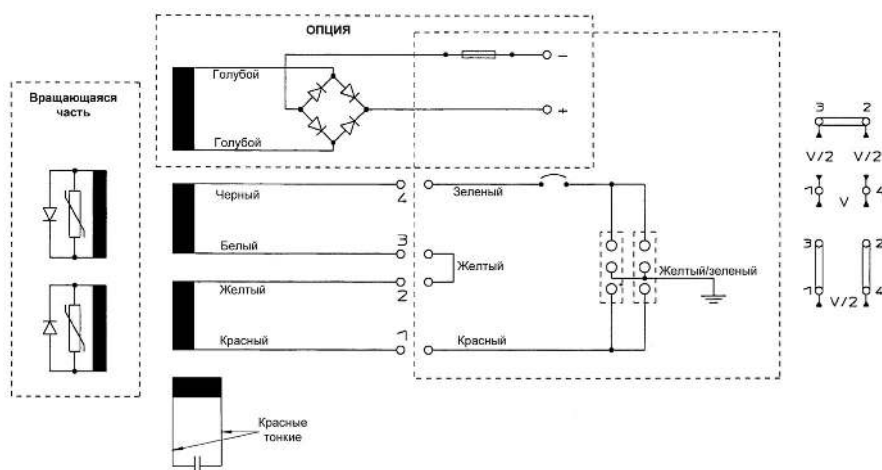 ОПЦИЯ
Голубой
Голубой
−
+
Вращающаяся
часть
Черный
4
Зеленый
Белый
3
Желтый
Желтый
2
Желтый/зеленый
Красный
1
Красный
Красные
тонкие
3 2
V/2 V/2
1 V 4
3 2
1 V/2 4